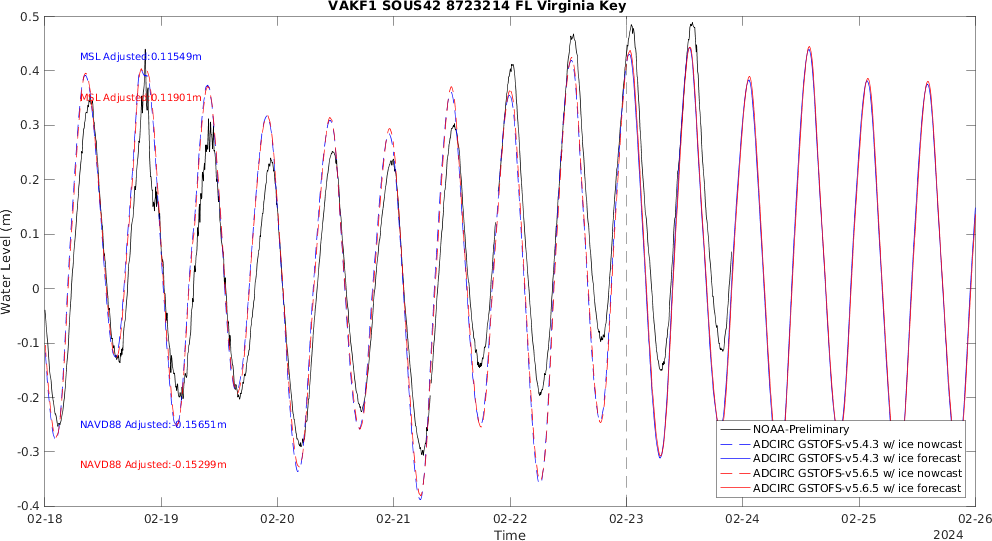 VAKF1 SOUS42 8723214 FL Virginia Key
Water Level (m)
0.5
0.4
0.3
0.2
0.1
0
-0.1
-0.2
-0.3
-0.4
MSL Adjusted:0.11549m
MSL Adjusted:0.11901m
NAVD88 Adjusted:-0.15651m
NAVD88 Adjusted:-0.15299m
NOAA-Preliminary
ADCIRC GSTOFS-v5.4.3 w/ ice nowcast
ADCIRC GSTOFS-v5.4.3 w/ ice forecast
ADCIRC GSTOFS-v5.6.5 w/ ice nowcast
ADCIRC GSTOFS-v5.6.5 w/ ice forecast
02-18 02-19 02-20 02-21 02-22 02-23 02-24 02-25 02-26
Time
2024